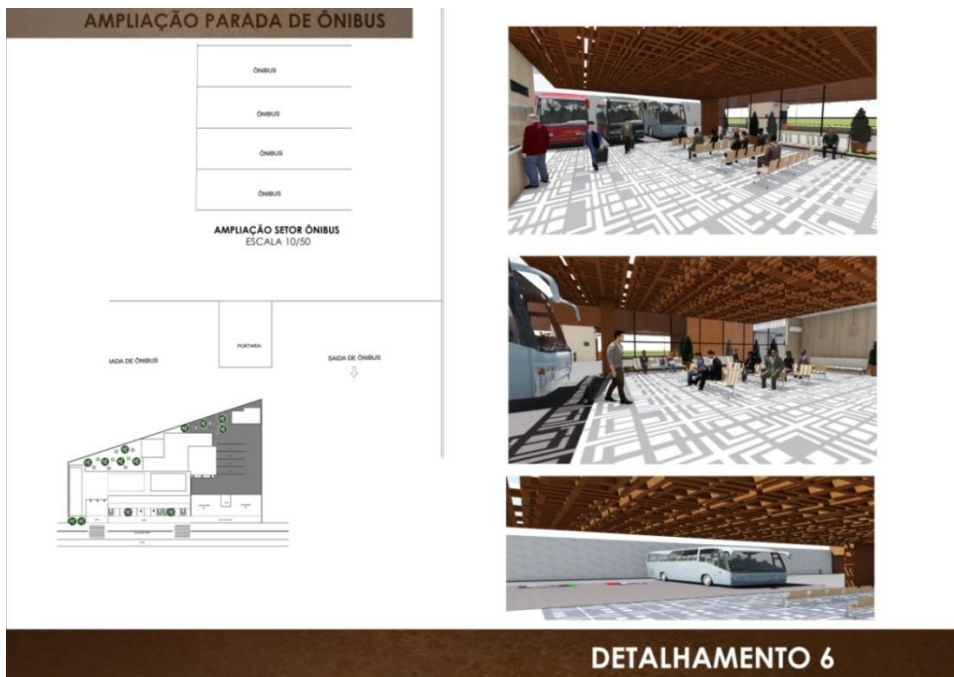 AMPLIAÇÃO PARADA DE ÔNIBUS
ÔNIBUS
ÔNIBUS
ÔNIBUS
ÔNIBUS
AMPLIAÇÃO SETOR ÔNIBUS
ESCALA 10/50
PORTARIA
ADA DE ÔNIBUS
SAIDA DE ÔNIBUS
DETALHAMENTO 6